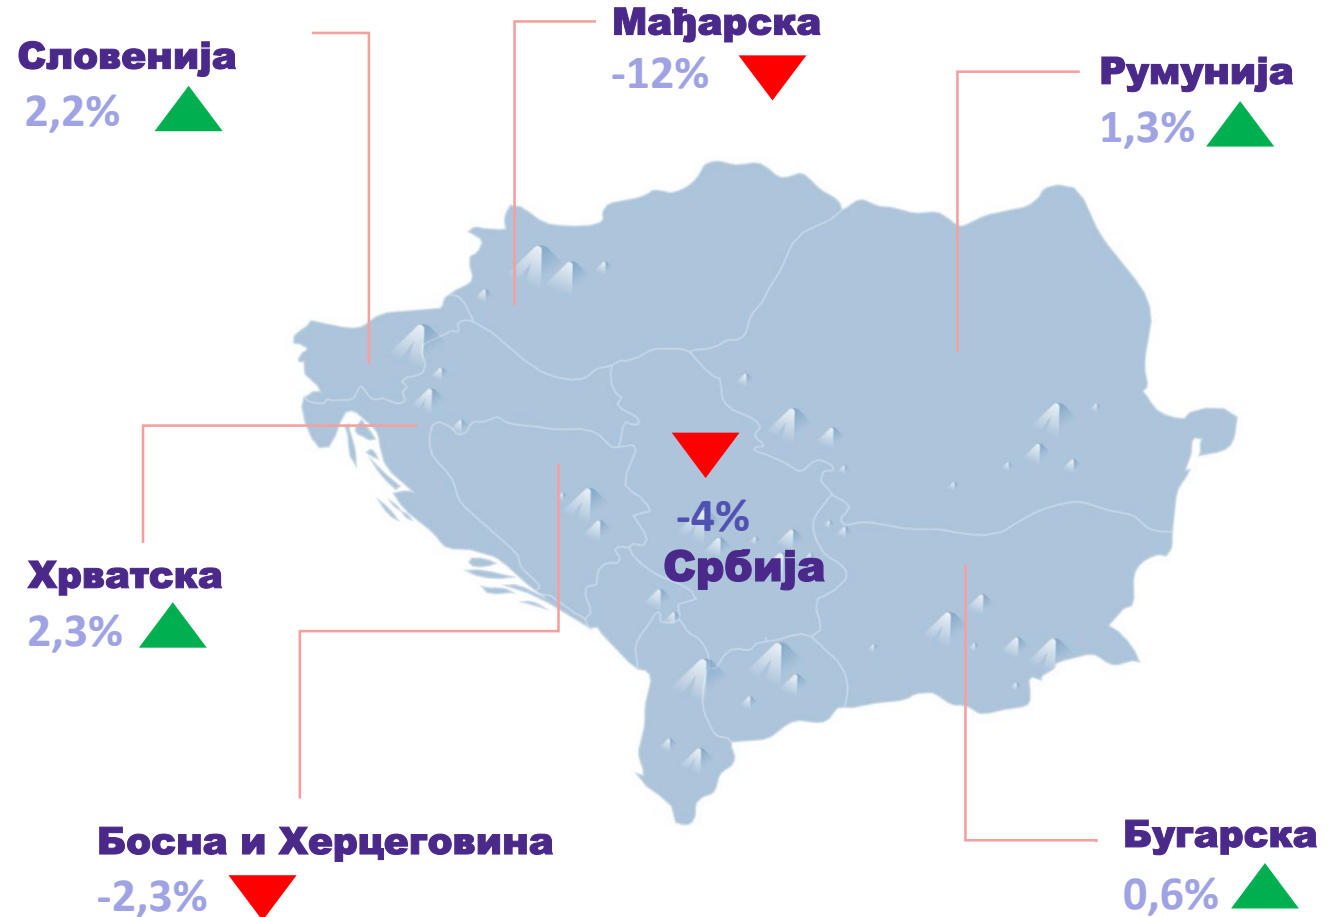 Мађарска
-12%
Словенија
2,2%
Румунија
1,3%
-4%
Србија
Хрватска
2,3%
Босна и Херцеговина
-2,3%
Бугарска
0,6%